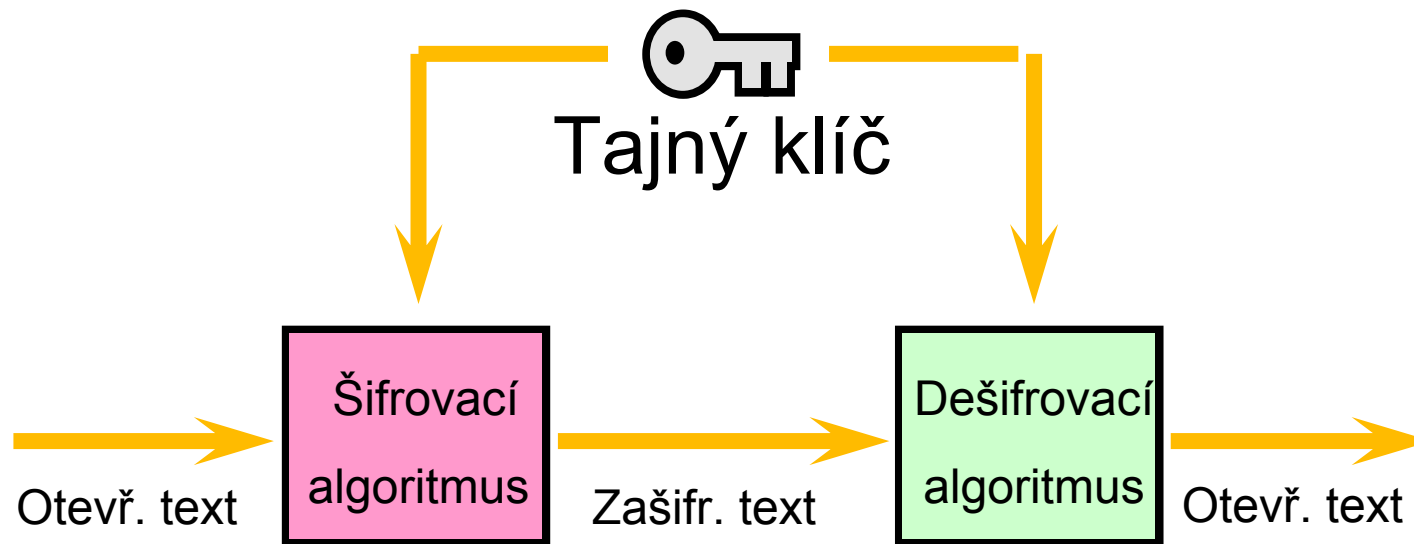 Tajný klíč
Šifrovací
algoritmus
Dešifrovací
algoritmus
Otevř. text
Zašifr. text
Otevř. text